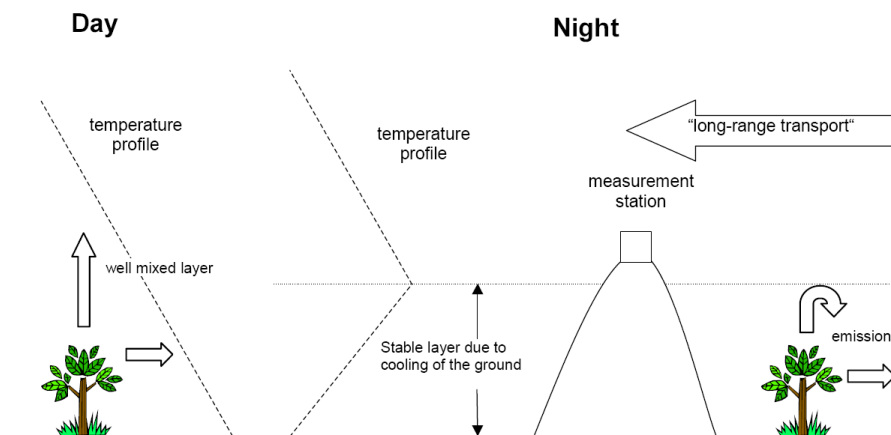 Day
Night
temperature
profile
temperature
profile
“long-range transport“
measurement
station
well mixed layer
emission
Stable layer due to
cooling of the ground